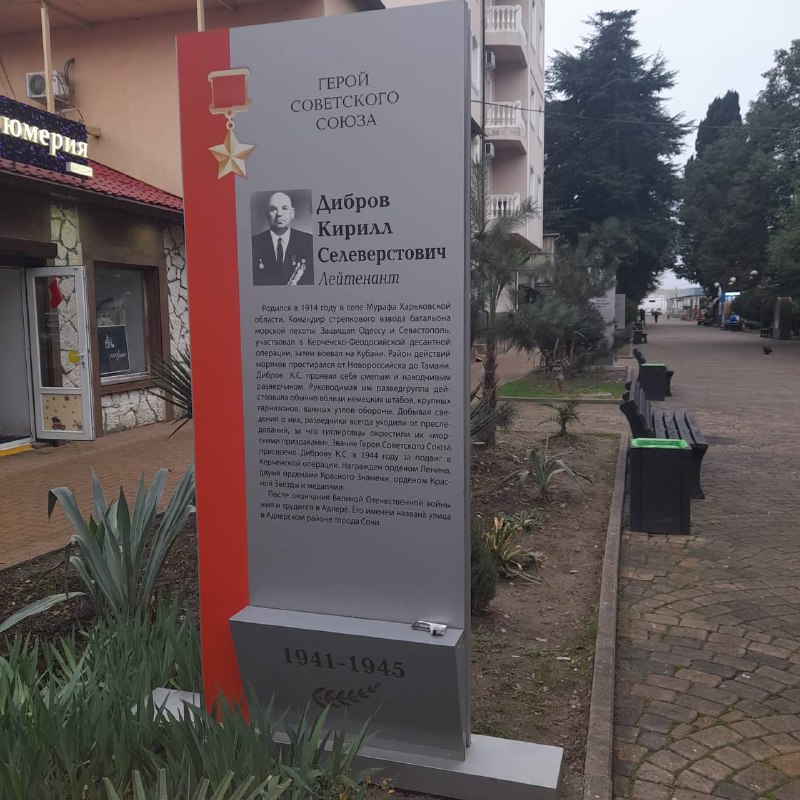 юмерия
ГЕРОЙ
СОВЕТСКОГО
СОЮЗА
Дибров
Кирилл
Селеверстович
Лейтенант
Родился в 1914 году в селе Мурафа Харьковской
области. Командир стрелкового взвода батальона
морской пехоты. Защищал Одессу и Севастополь,
участвовал в Керченско-Феодосийской десантной
операции, затем воевал на Кубани. Район действий
моряков простирался от Новороссийска до Тамани.
Дибров К.С. проявил себя смелым и находчивым
разведчиком. Руководимая им разведгруппа дей-
ствовала обычно вблизи немецких штабов, крупных
гарнизонов, важных узлов обороны. Добывая све-
дения о них, разведчики всегда уходили от пресле-
дований, за что гитлеровцы окрестили их «мор-
скими призраками». Звание Героя Советского Союза
присвоено Диброву К.С. в 1944 году за подвиг в
Керченской операции. Награжден орденом Ленина,
двумя орденами Красного Знамени, орденом Крас-
ной Звезды и медалями.
После окончания Великой Отечественной войны
жил и трудился в Адлере. Его именем названа улица
в Адлерском районе города Сочи.
1941-1945